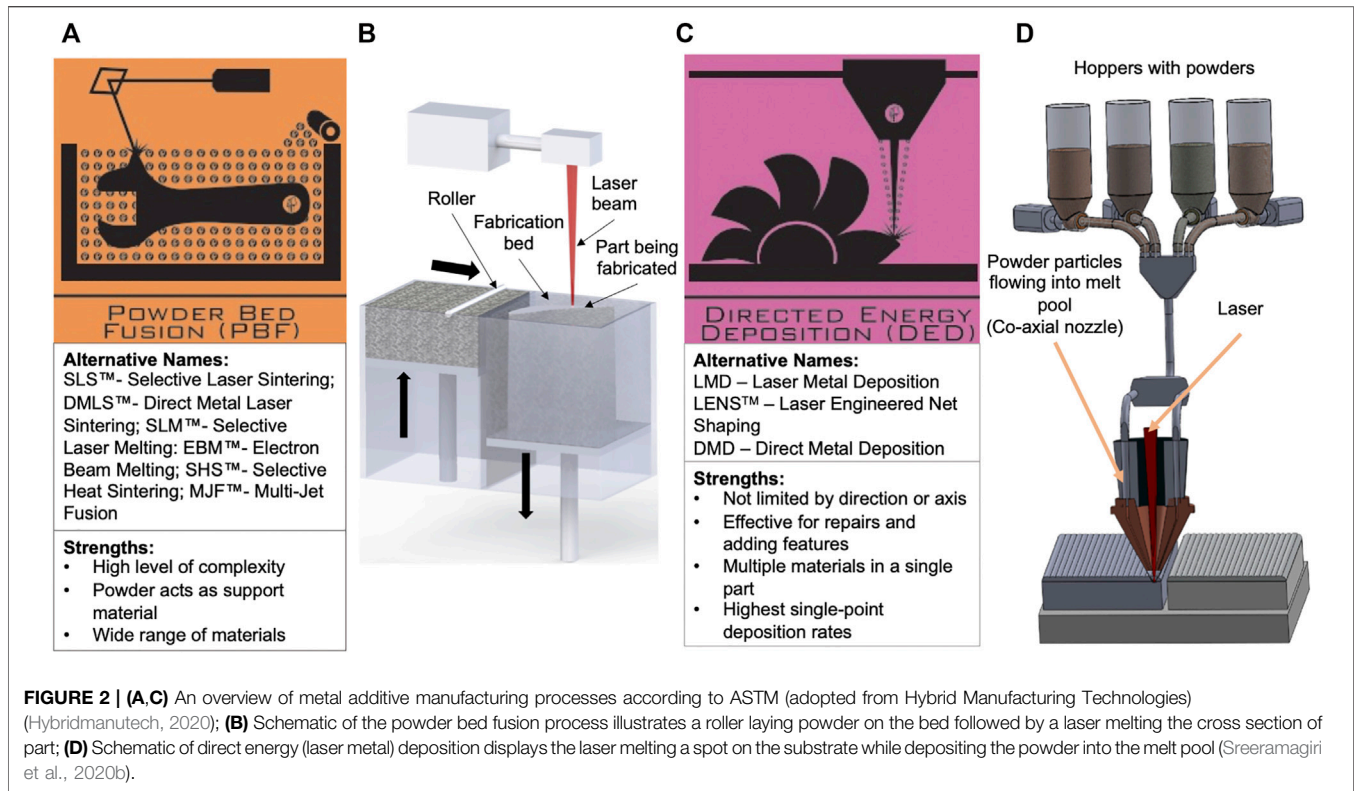 A
POWDER BED
FUSION (PBF)
Alternative Names:
SLS™- Selective Laser Sintering;
DMLS™- Direct Metal Laser
Sintering; SLM™- Selective
Laser Melting: EBM™- Electron
Beam Melting; SHS™- Selective
Heat Sintering; MJF™- Multi-Jet
Fusion
Strengths:
• High level of complexity
• Powder acts as support
material
• Wide range of materials
B
Roller
Fabrication
bed
Laser
beam
Part being
fabricated
C
DIRECTED ENERGY
DEPOSITION (DED)
Alternative Names:
LMD – Laser Metal Deposition
LENS™ – Laser Engineered Net
Shaping
DMD – Direct Metal Deposition
Strengths:
• Not limited by direction or axis
• Effective for repairs and
adding features
• Multiple materials in a single
part
• Highest single-point
deposition rates
D
Hoppers with powders
Powder particles
flowing into melt
pool
(Co-axial nozzle)
Laser
FIGURE 2 | (A,C) An overview of metal additive manufacturing processes according to ASTM (adopted from Hybrid Manufacturing Technologies)
(Hybridmanutech, 2020); (B) Schematic of the powder bed fusion process illustrates a roller laying powder on the bed followed by a laser melting the cross section of
part; (D) Schematic of direct energy (laser metal) deposition displays the laser melting a spot on the substrate while depositing the powder into the melt pool (Sreeramagiri
et al., 2020b).